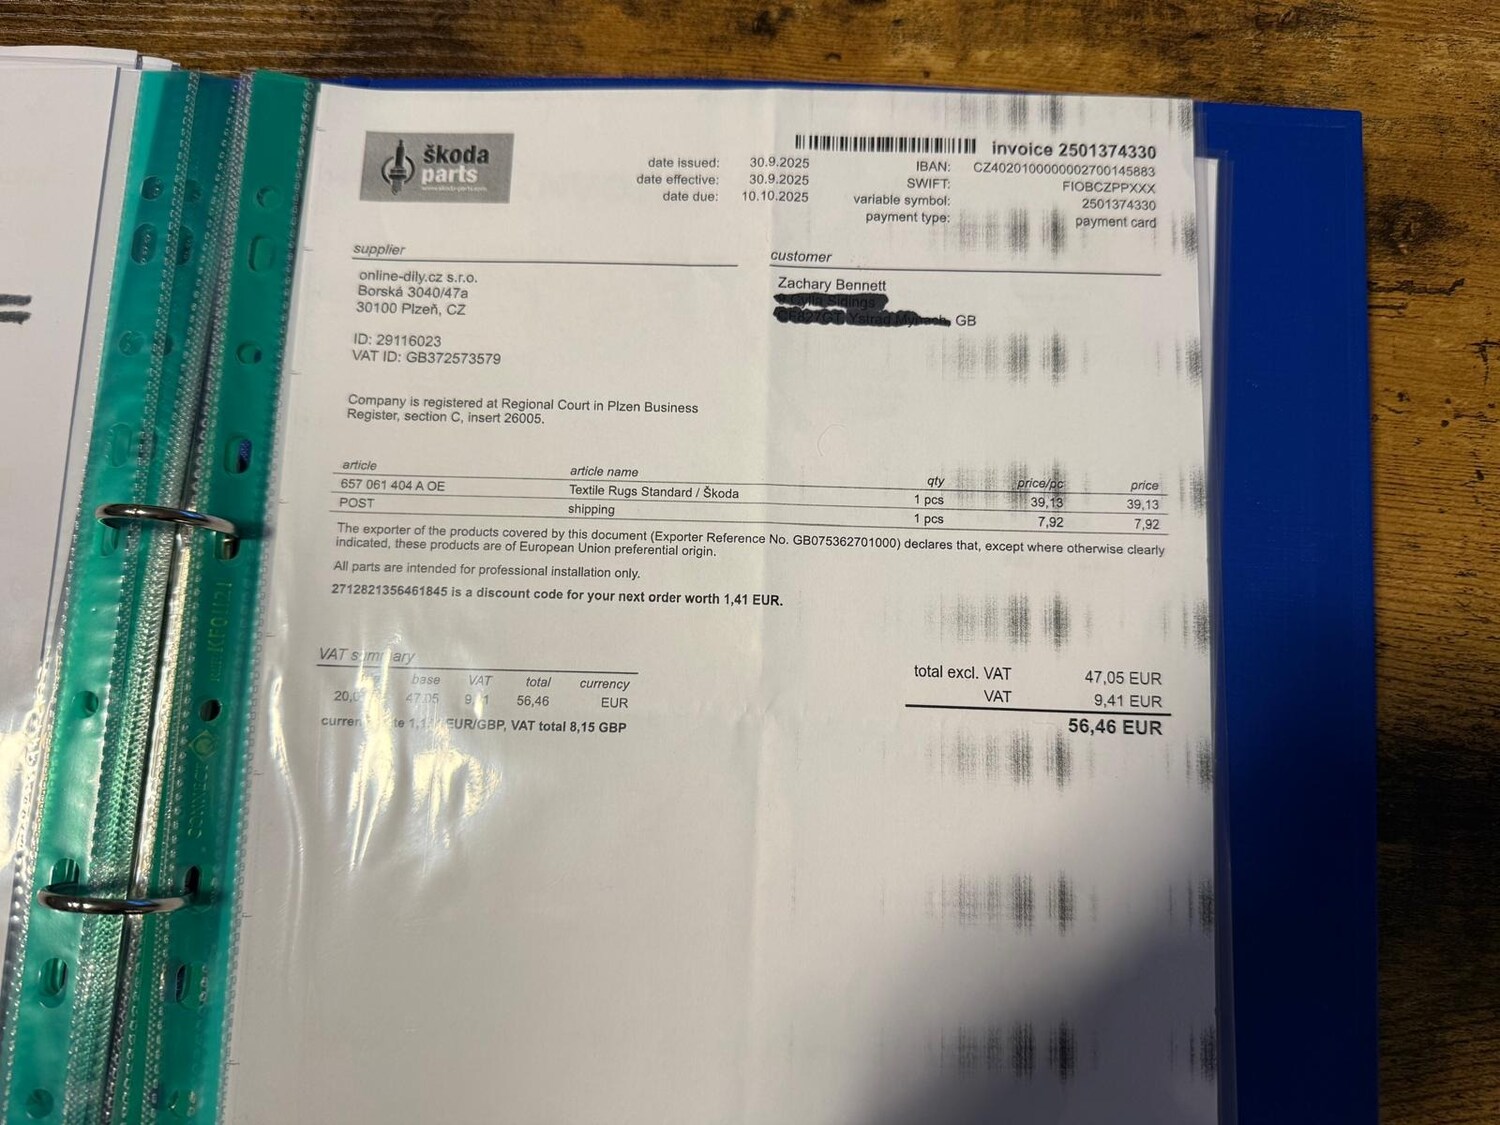 škoda
parts
www.skoda-parts.com
date issued: 30.9.2025
date effective: 30.9.2025
date due: 10.10.2025
invoice 2501374330
IBAN: CZ4020100000002700145883
SWIFT: FIOBCZPPXXX
variable symbol: 2501374330
payment type: payment card
supplier
online-dily.cz s.r.o.
Borská 3040/47a
30100 Plzeň, CZ
ID: 29116023
VAT ID: GB372573579
Company is registered at Regional Court in Plzen Business
Register, section C, insert 26005.
customer
Zachary Bennett
GB
article article name qty price/pc price
657 061 404 A OE Textile Rugs Standard / Škoda 1 pcs 39,13 39,13
POST shipping 1 pcs 7,92 7,92
The exporter of the products covered by this document (Exporter Reference No. GB075362701000) declares that, except where otherwise clearly
indicated, these products are of European Union preferential origin.
All parts are intended for professional installation only.
2712821356461845 is a discount code for your next order worth 1,41 EUR.
VAT summary
base VAT total currency
47,05 56,46 EUR
EUR/GBP, VAT total 8,15 GBP
total excl. VAT 47,05 EUR
VAT 9,41 EUR
56,46 EUR
KF01121
CONNECT